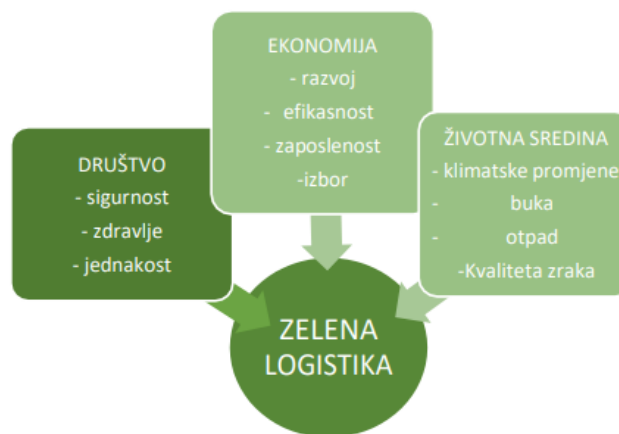 DRUŠTVO
- sigurnost
- zdravlje
- jednakost
EKONOMIJA
- razvoj
- efikasnost
- zaposlenost
-izbor
ŽIVOTNA SREDINA
- klimatske promjene
- buka
- otpad
-Kvaliteta zraka
ZELENA
LOGISTIKA